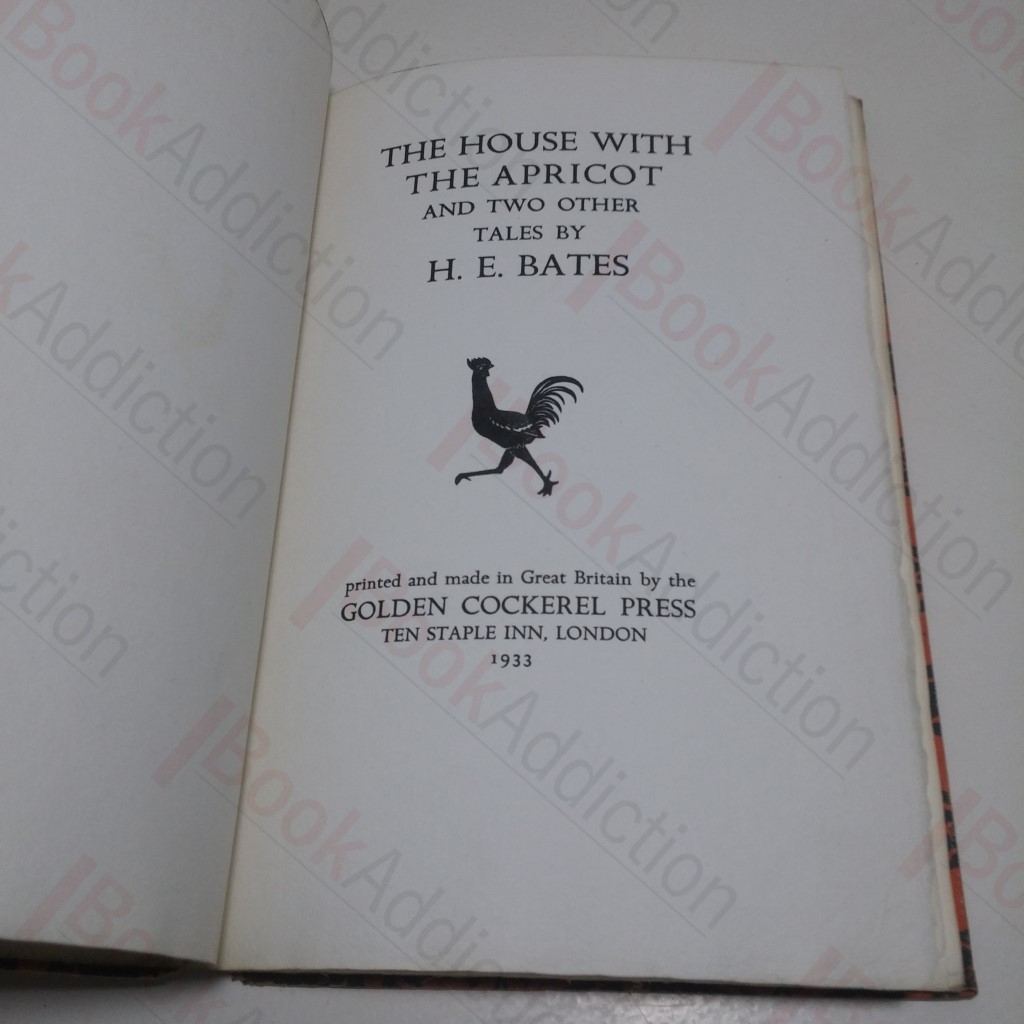 THE HOUSE WITH
THE APRICOT
AND TWO OTHER
TALES BY
H. E. BATES
printed and made in Great Britain by the
GOLDEN COCKEREL PRESS
TEN STAPLE INN, LONDON
1933
BookAddiction